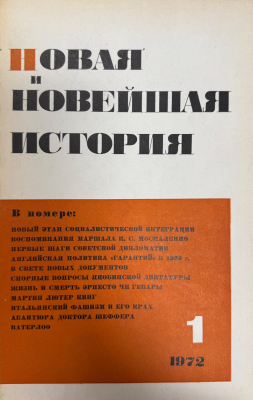 НОВАЯ
и
НОВЕЙШАЯ
ИСТОРИЯ
В номере:
НОВЫЙ ЭТАП СОЦИАЛИСТИЧЕСКОЙ ИНТЕГРАЦИИ
ВОСПОМИНАНИЯ МАРШАЛА К. С. МОСКАЛЕНКО
ПЕРВЫЕ ШАГИ СОВЕТСКОЙ ДИПЛОМАТИИ
АНГЛИЙСКАЯ ПОЛИТИКА «ГАРАНТИЙ» В 1939 г.
В СВЕТЕ НОВЫХ ДОКУМЕНТОВ
СПОРНЫЕ ВОПРОСЫ ЯКОБИНСКОЙ ДИКТАТУРЫ
ЖИЗНЬ И СМЕРТЬ ЭРНЕСТО ЧЕ ГЕВАРЫ
МАРТИН ЛЮТЕР КИНГ
ИТАЛЬЯНСКИЙ ФАШИЗМ И ЕГО КРАХ
АВАНТЮРА ДОКТОРА ШЕФФЕРА
ВАТЕРЛОО
1
1972